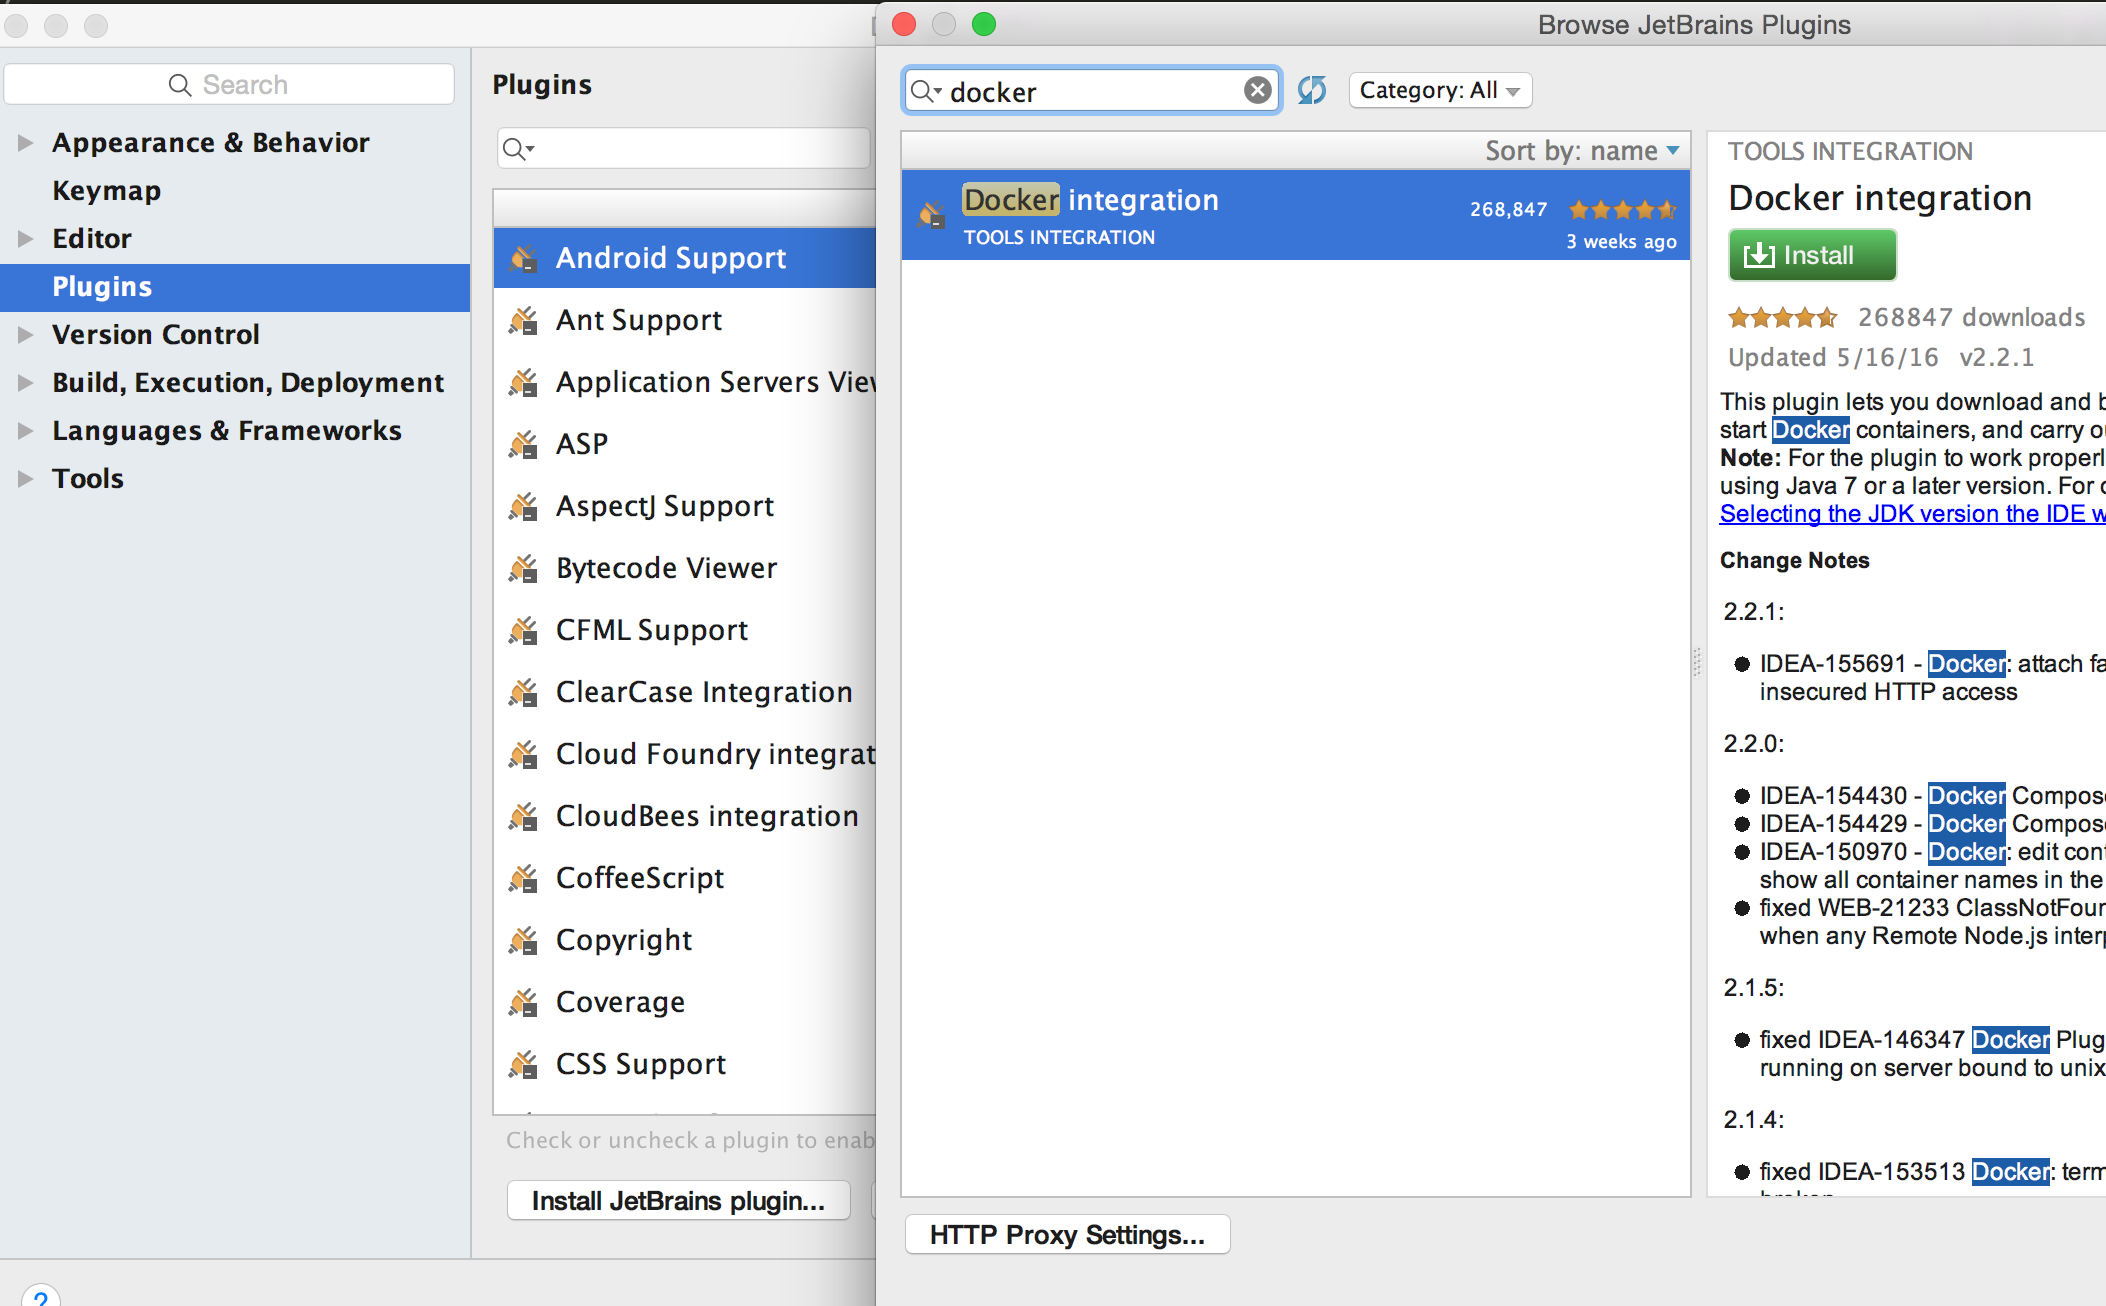 Search
Appearance & Behavior
Keymap
Editor
Plugins
Version Control
Build, Execution, Deployment
Languages & Frameworks
Tools
?
Plugins
Android Support
Ant Support
Application Servers View
ASP
AspectJ Support
Bytecode Viewer
CFML Support
ClearCase Integration
Cloud Foundry integrat
CloudBees integration
CoffeeScript
Copyright
Coverage
CSS Support
Check or uncheck a plugin to enab
Install JetBrains plugin...
Browse JetBrains Plugins
docker
Category: All
Sort by: name
Docker integration
268,847
TOOLS INTEGRATION
3 weeks ago
HTTP Proxy Settings...
TOOLS INTEGRATION
Docker integration
Install
268847 downloads
Updated 5/16/16 v2.2.1
This plugin lets you download and b
start Docker containers, and carry ou
Note: For the plugin to work properl
using Java 7 or a later version. For
Selecting the JDK version the IDE w
Change Notes
2.2.1:
IDEA-155691 - Docker: attach fa
insecured HTTP access
2.2.0:
IDEA-154430 - Docker Compose
IDEA-154429 - Docker Compose
IDEA-150970 - Docker: edit cont
show all container names in the
fixed WEB-21233 ClassNotFour
when any Remote Node.js interp
2.1.5:
fixed IDEA-146347 Docker Plug
running on server bound to unix
2.1.4:
fixed IDEA-153513 Docker: term